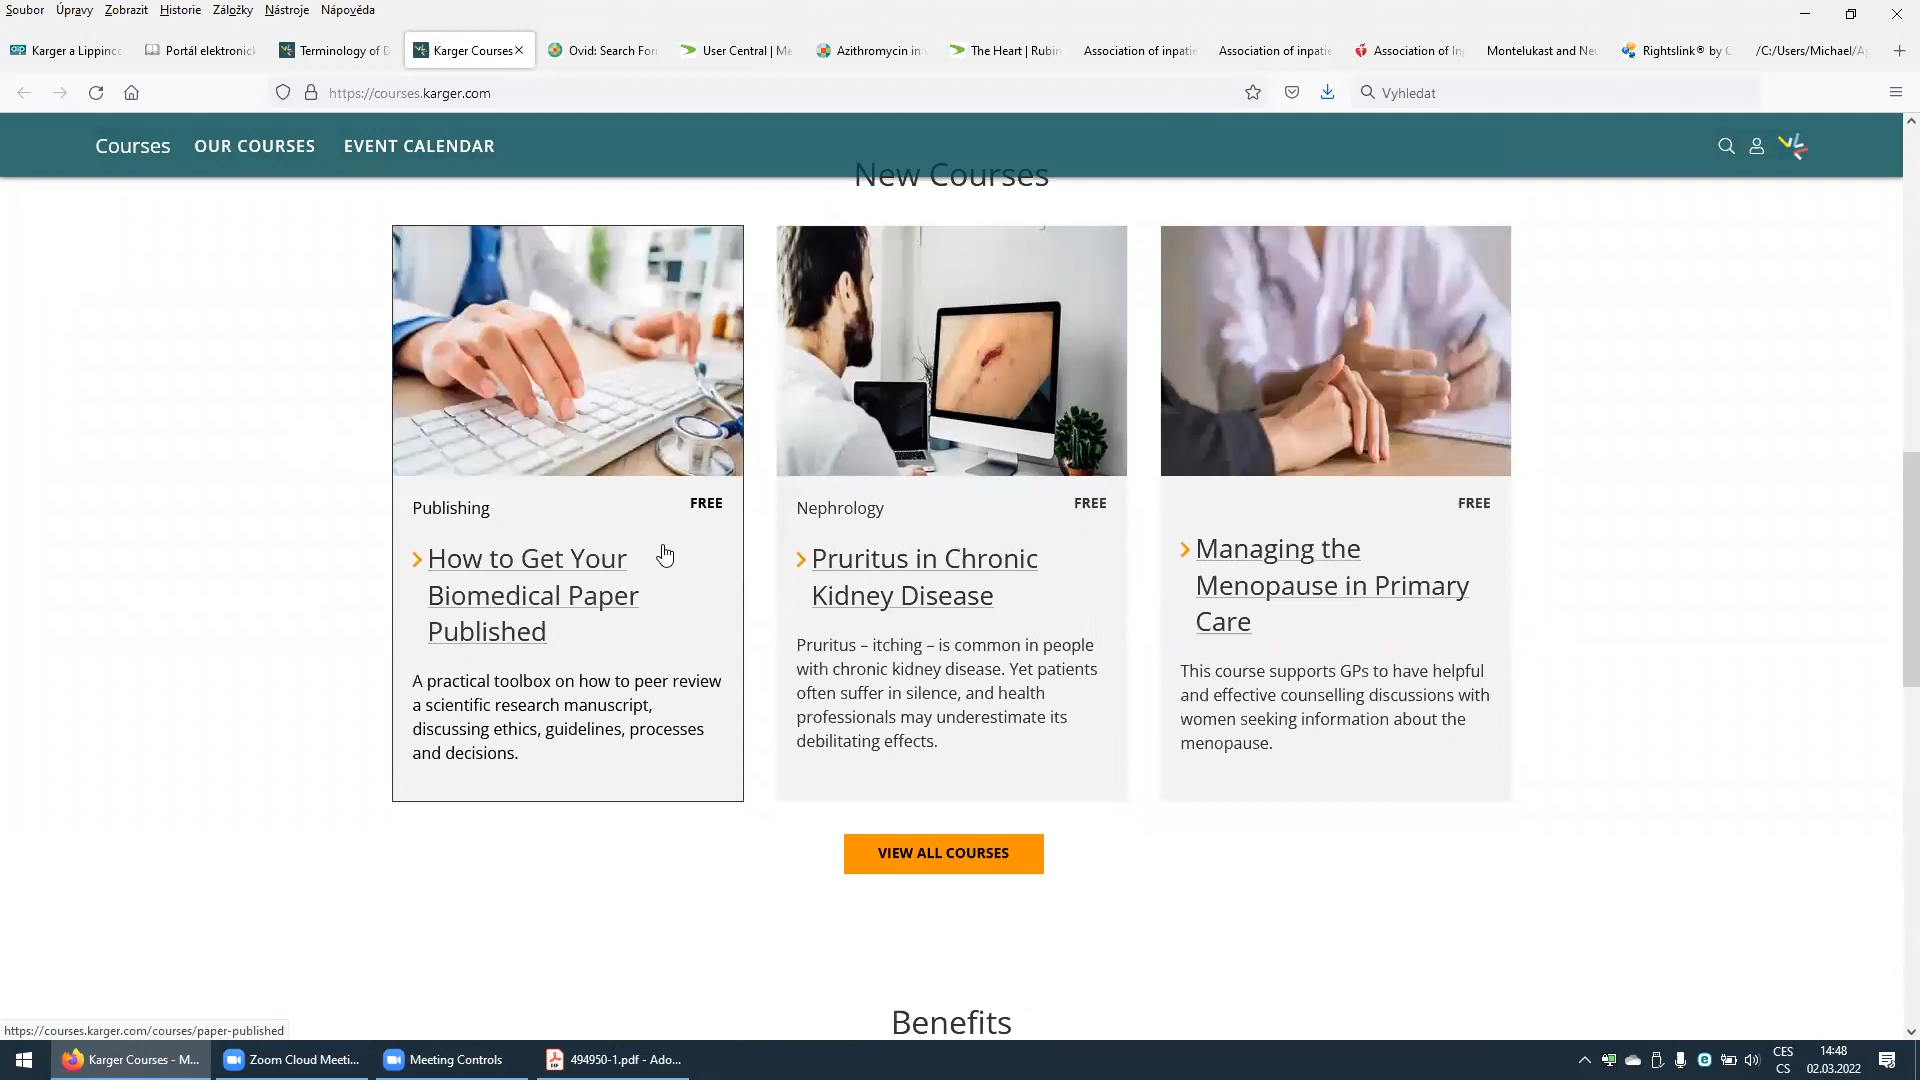 Soubor Úpravy Zobrazit Historie Záložky Nástroje Nápověda
Karger a Lippinc Portál elektronick Terminology of D Karger Courses Ovid: Search For User Central | Me Azithromycin in The Heart | Rubin Association of inpatie Association of inpatie Association of In Montelukast and Neu Rightslink® by C /C:/Users/Michael/Ap
https://courses.karger.com
Vyhledat
Courses OUR COURSES EVENT CALENDAR
New Courses
Publishing FREE
How to Get Your
Biomedical Paper
Published
A practical toolbox on how to peer review
a scientific research manuscript,
discussing ethics, guidelines, processes
and decisions.
Nephrology FREE
Pruritus in Chronic
Kidney Disease
Pruritus – itching – is common in people
with chronic kidney disease. Yet patients
often suffer in silence, and health
professionals may underestimate its
debilitating effects.
FREE
Managing the
Menopause in Primary
Care
This course supports GPs to have helpful
and effective counselling discussions with
women seeking information about the
menopause.
VIEW ALL COURSES
Benefits
https://courses.karger.com/courses/paper-published
Karger Courses - M... Zoom Cloud Meeti... Meeting Controls 494950-1.pdf - Ado...
CES 14:48
CS 02.03.2022